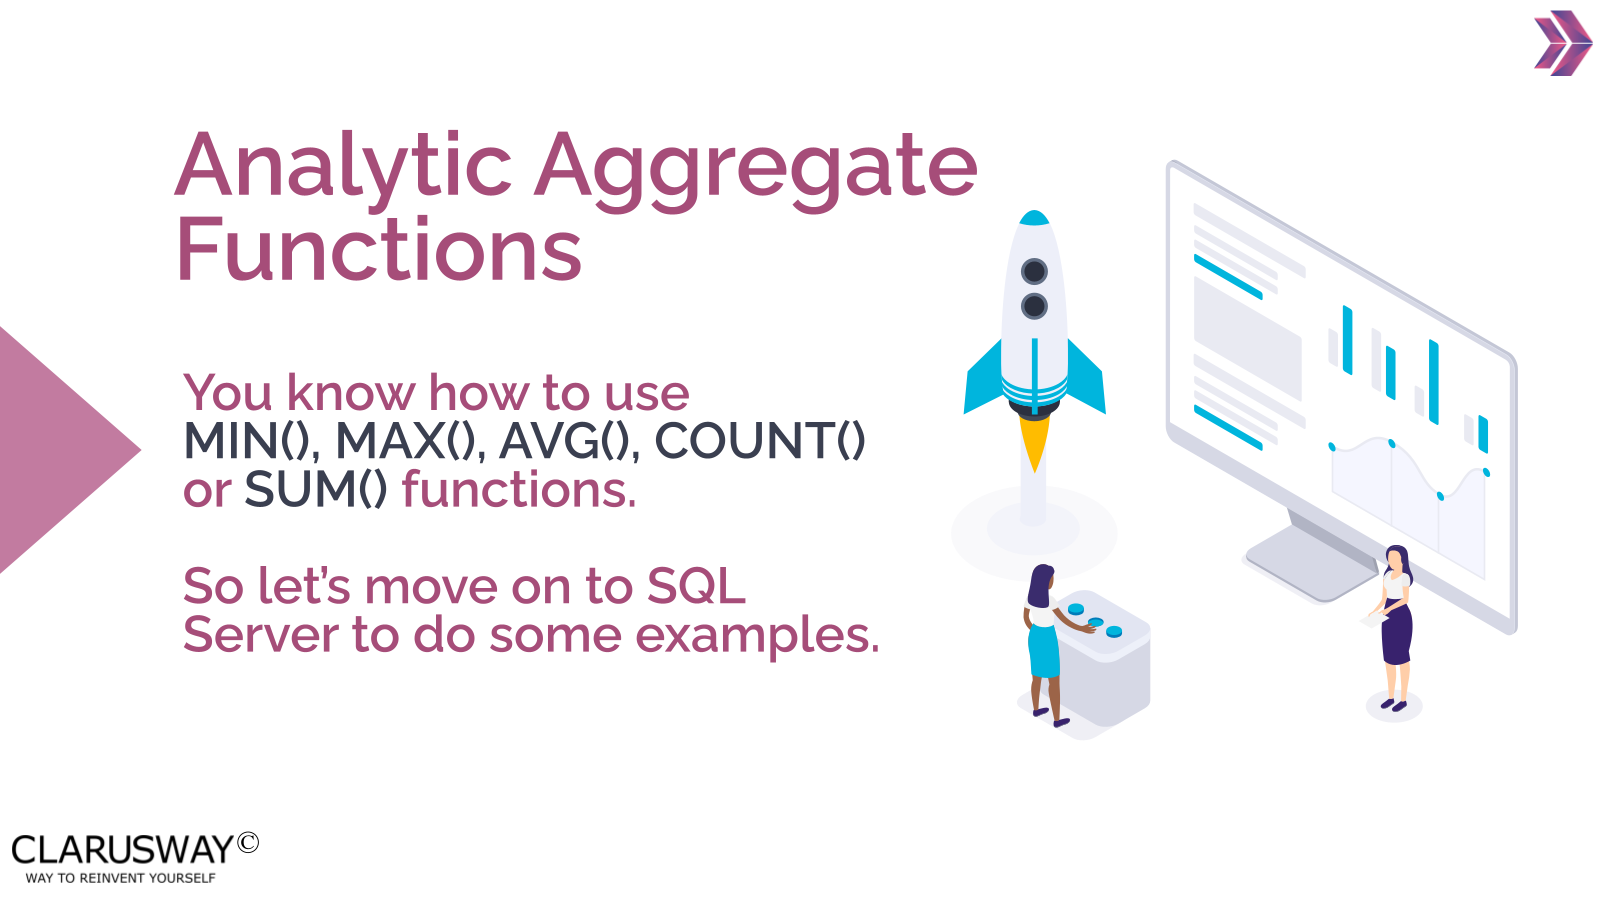 Analytic Aggregate
Functions
You know how to use
MIN(), MAX(), AVG(), COUNT()
or SUM() functions.
So let’s move on to SQL
Server to do some examples.
CLARUSWAY©
WAY TO REINVENT YOURSELF